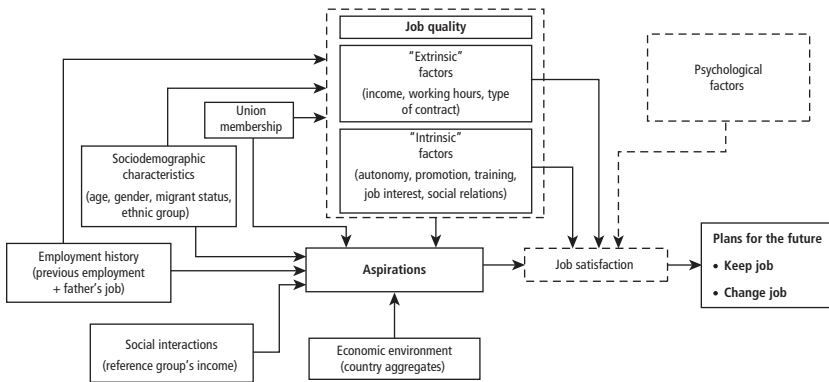 Job quality
“Extrinsic”
factors
(income, working hours, type
of contract)
“Intrinsic”
factors
(autonomy, promotion, training,
job interest, social relations)
Psychological
factors
Union
membership
Sociodemographic
characteristics
(age, gender, migrant status,
ethnic group)
Employment history
(previous employment
+ father’s job)
Aspirations
Job satisfaction
Plans for the future
• Keep job
• Change job
Social interactions
(reference group’s income)
Economic environment
(country aggregates)